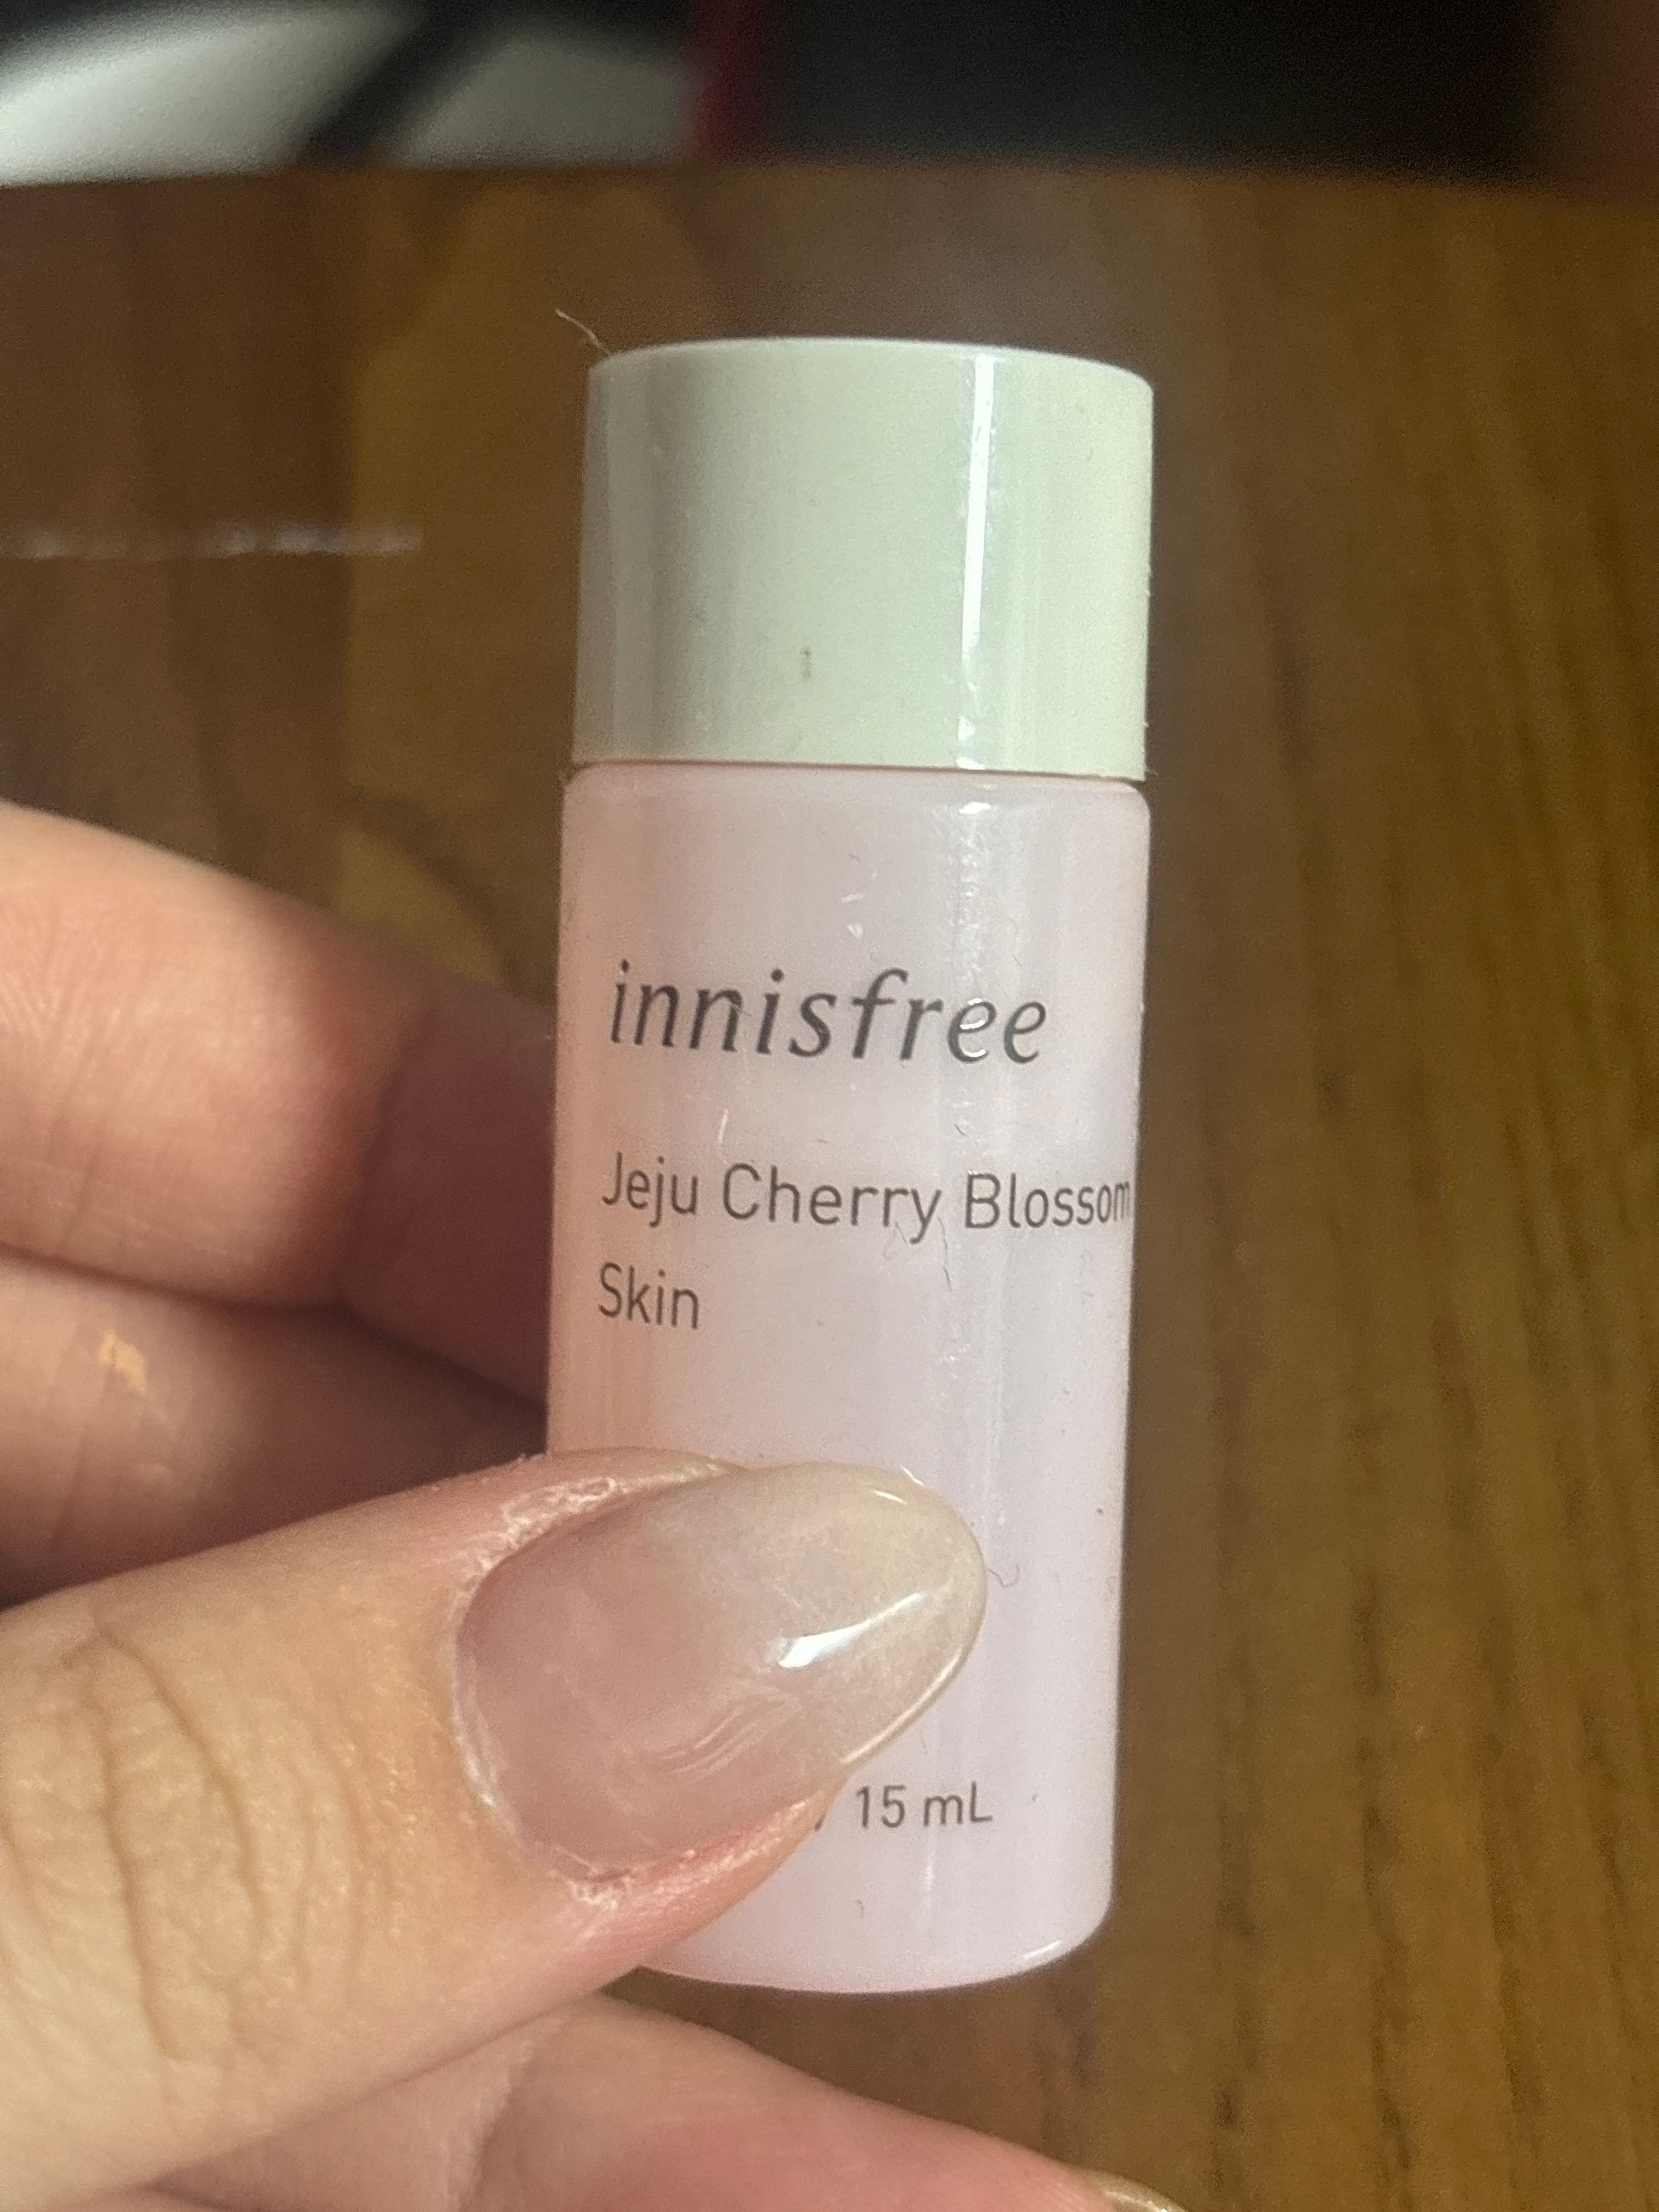 innisfree
Jeju Cherry Blossom
Skin
15 mL